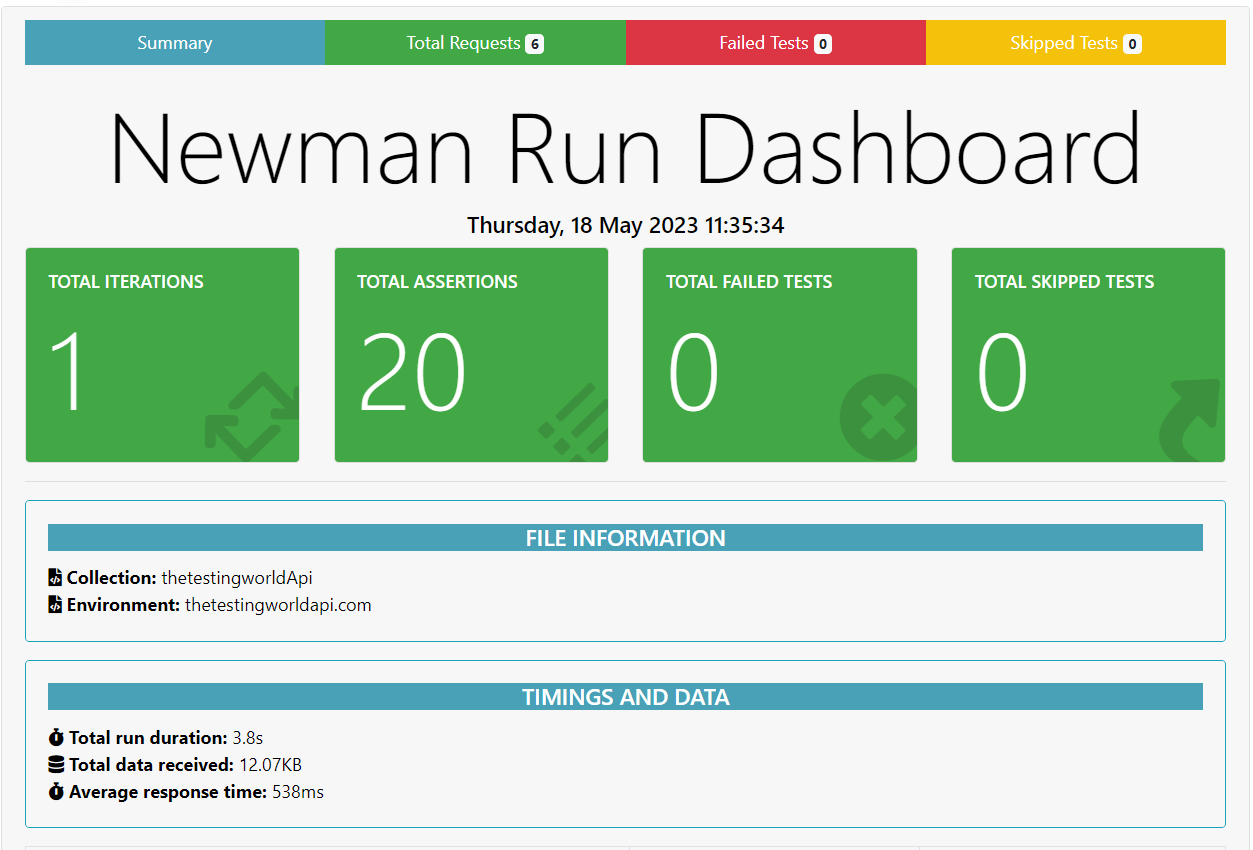 Summary Total Requests 6 Failed Tests 0 Skipped Tests 0
Newman Run Dashboard
Thursday, 18 May 2023 11:35:34
TOTAL ITERATIONS TOTAL ASSERTIONS TOTAL FAILED TESTS TOTAL SKIPPED TESTS
1 20 0 0
FILE INFORMATION
Collection: thetestingworldApi
Environment: thetestingworldapi.com
TIMINGS AND DATA
Total run duration: 3.8s
Total data received: 12.07KB
Average response time: 538ms